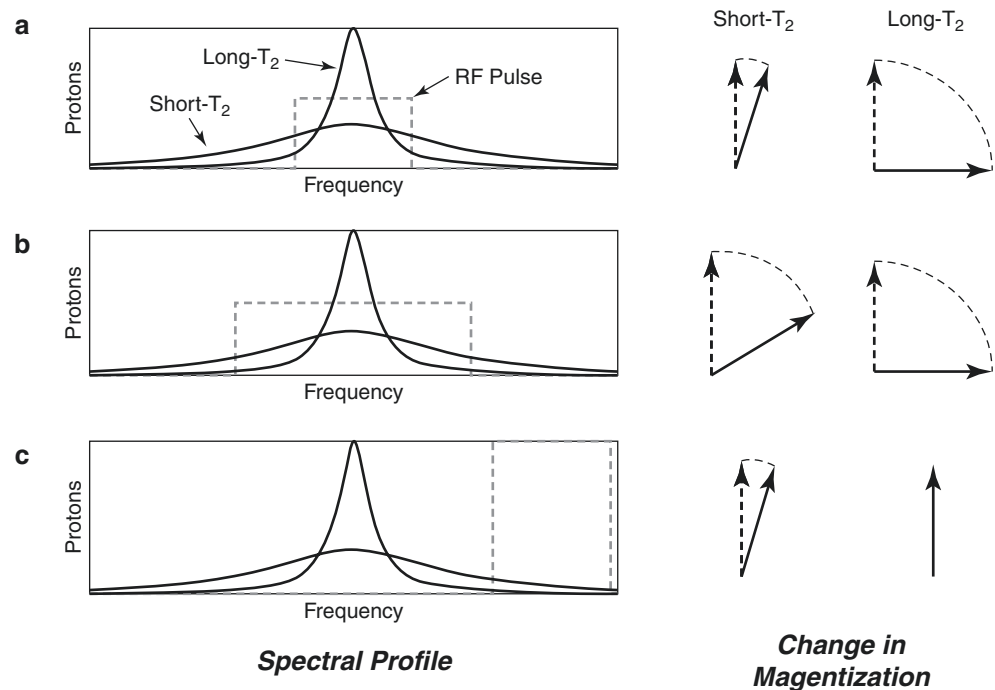 a
Protons
Short-T2
Long-T2
RF Pulse
Frequency
Short-T2
Long-T2
b
Protons
Frequency
c
Protons
Frequency
Spectral Profile
Change in
Magentization